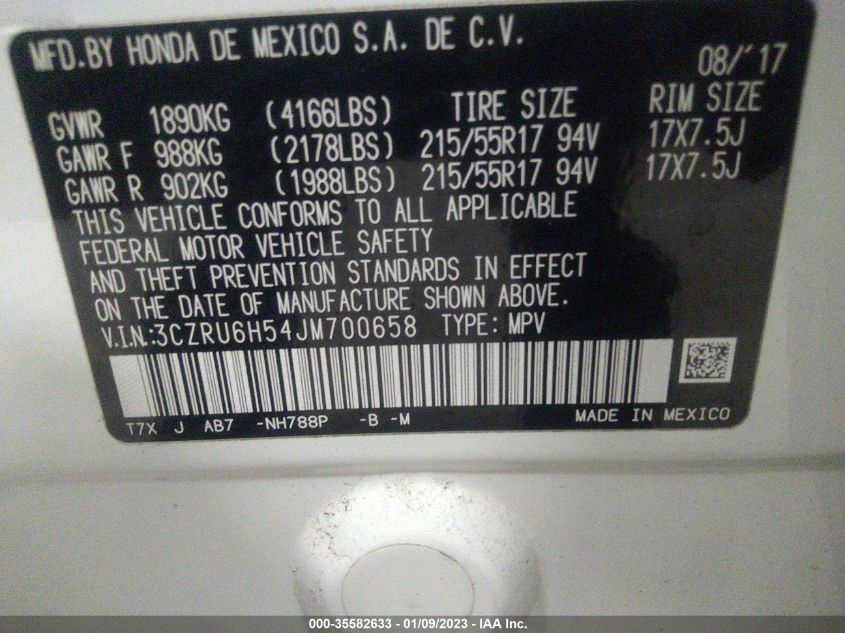 MFD.BY HONDA DE MEXICO S.A. DE C.V.
08/'17
GVWR 1890KG (4166LBS) TIRE SIZE RIM SIZE
GAWR F 988KG (2178LBS) 215/55R17 94V 17X7.5J
GAWR R 902KG (1988LBS) 215/55R17 94V 17X7.5J
THIS VEHICLE CONFORMS TO ALL APPLICABLE
FEDERAL MOTOR VEHICLE SAFETY
AND THEFT PREVENTION STANDARDS IN EFFECT
ON THE DATE OF MANUFACTURE SHOWN ABOVE.
V.I.N:3CZRU6H54JM700658 TYPE: MPV
T7X J AB7 -NH788P -B -M MADE IN MEXICO
000-35582633 - 01/09/2023 - IAA Inc.